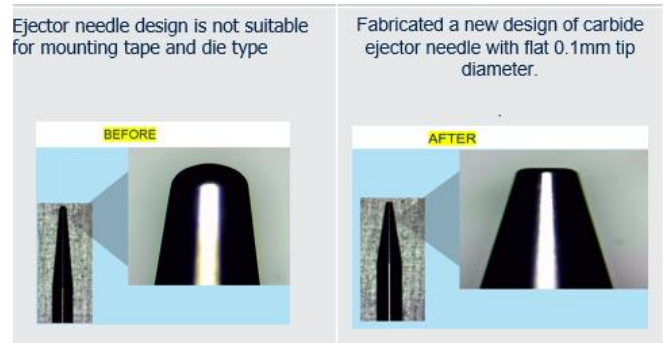 Ejector needle design is not suitable
for mounting tape and die type
Fabricated a new design of carbide
ejector needle with flat 0.1mm tip
diameter.
.
BEFORE
AFTER